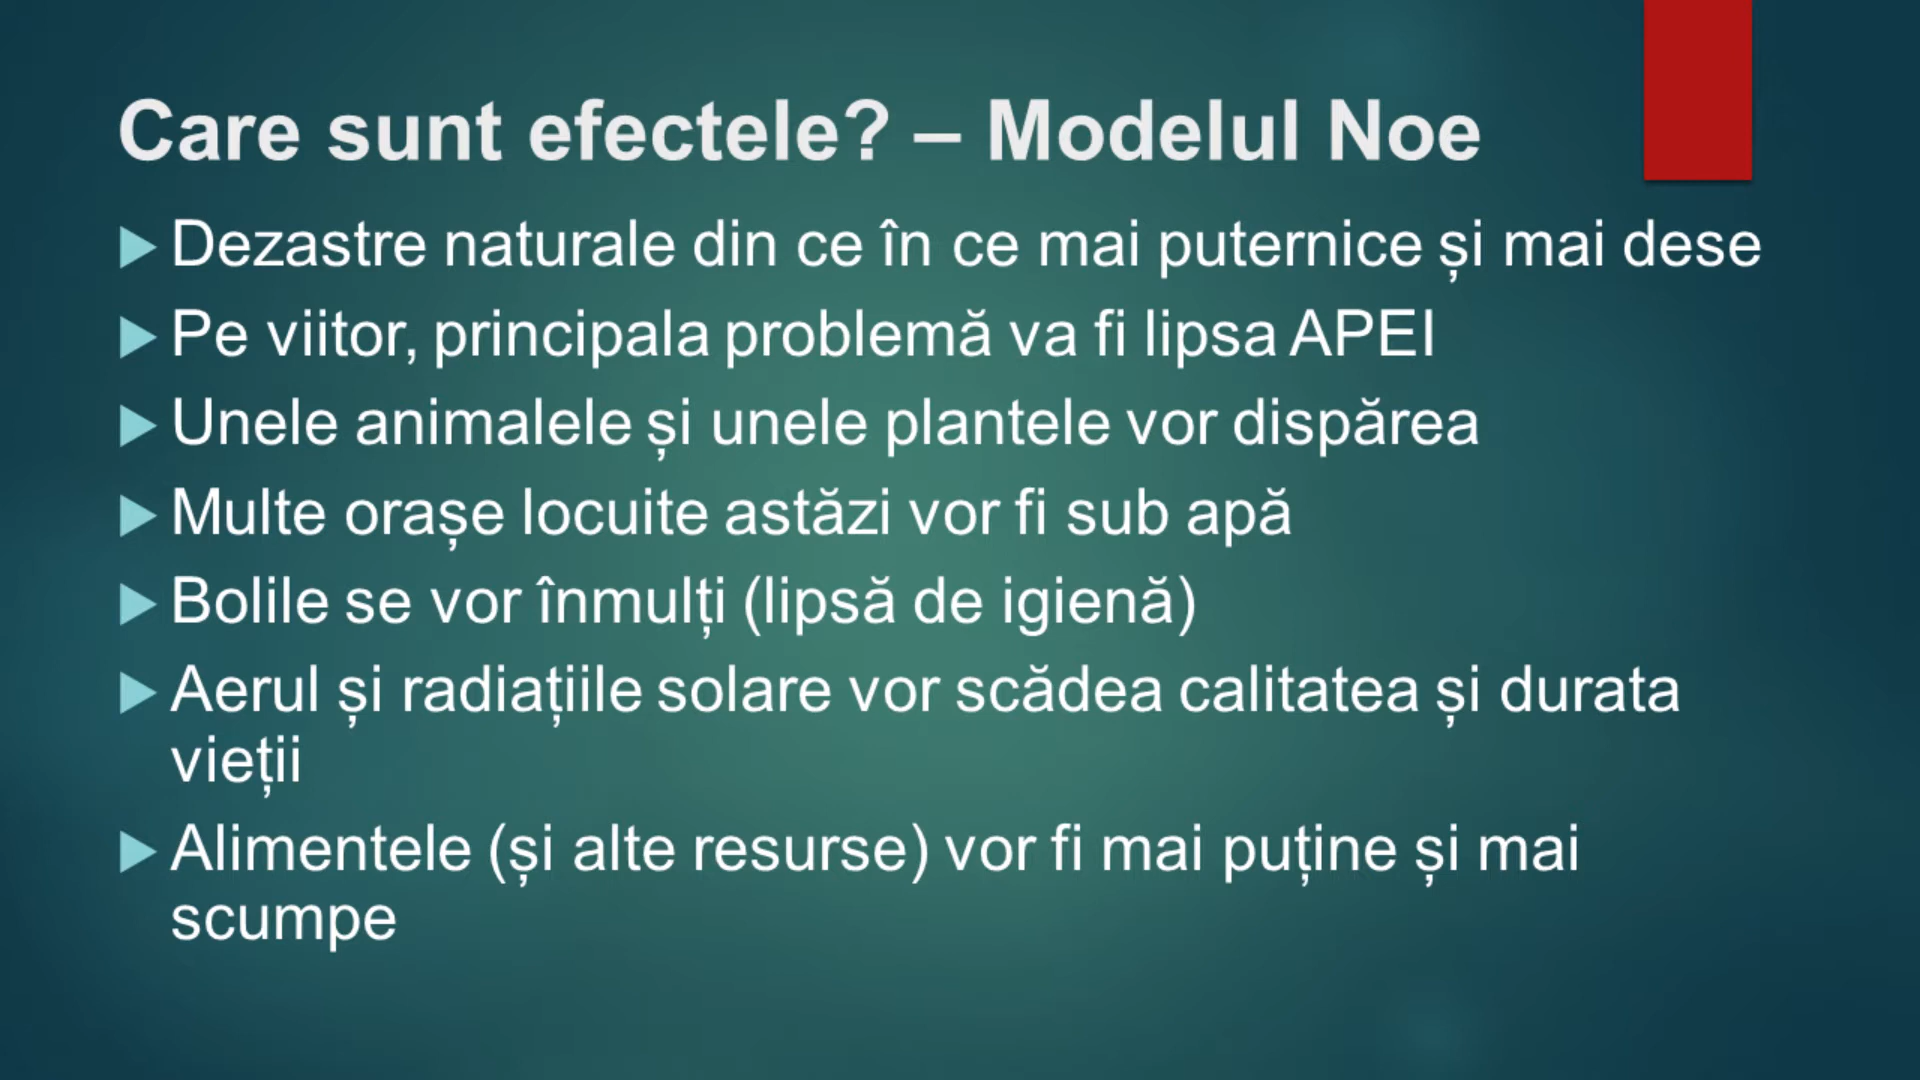 Care sunt efectele? – Modelul Noe
Dezastre naturale din ce în ce mai puternice și mai dese
Pe viitor, principala problemă va fi lipsa APEI
Unele animalele și unele plantele vor dispărea
Multe orașe locuite astăzi vor fi sub apă
Bolile se vor înmulți (lipsă de igienă)
Aerul și radiațiile solare vor scădea calitatea și durata
vieții
Alimentele (și alte resurse) vor fi mai puține și mai
scumpe